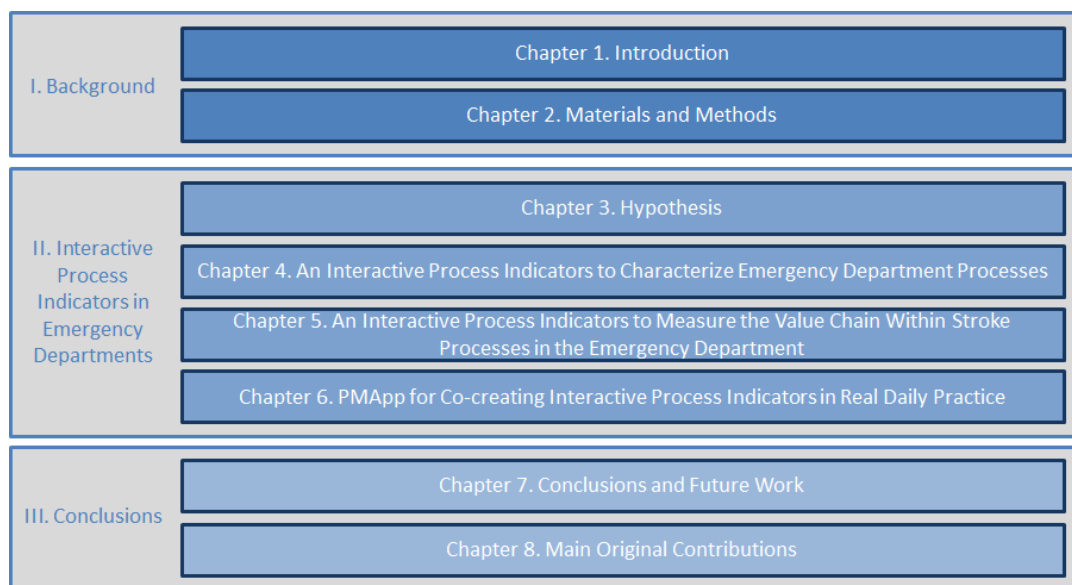 I. Background
Chapter 1. Introduction
Chapter 2. Materials and Methods
II. Interactive
Process
Indicators in
Emergency
Departments
Chapter 3. Hypothesis
Chapter 4. An Interactive Process Indicators to Characterize Emergency Department Processes
Chapter 5. An Interactive Process Indicators to Measure the Value Chain Within Stroke
Processes in the Emergency Department
Chapter 6. PMApp for Co-creating Interactive Process Indicators in Real Daily Practice
III. Conclusions
Chapter 7. Conclusions and Future Work
Chapter 8. Main Original Contributions